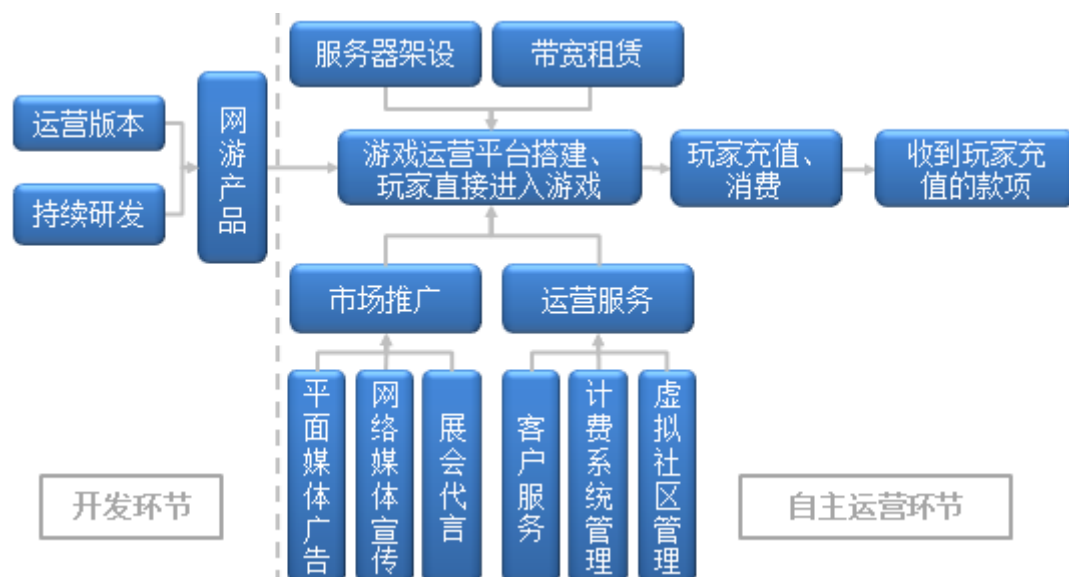 服务器架设
带宽租赁
运营版本
持续研发
网游产品
游戏运营平台搭建、
玩家直接进入游戏
玩家充值、
消费
收到玩家充
值的款项
市场推广
运营服务
平面媒体广告
网络媒体宣传
展会代言
客户服务
计费系统管理
虚拟社区管理
开发环节
自主运营环节